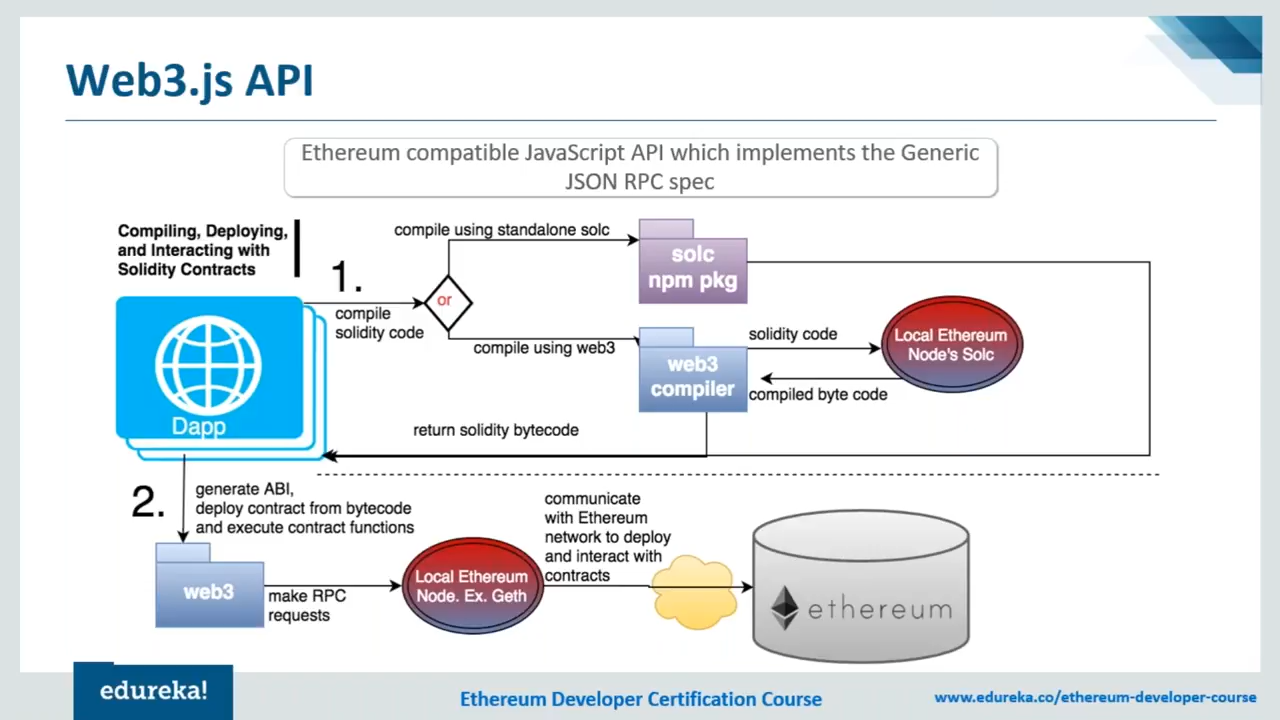 Web3.js API
Ethereum compatible JavaScript API which implements the Generic
JSON RPC spec
Compiling, Deploying,
and Interacting with
Solidity Contracts
1.
compile
solidity code
or
compile using standalone solc
solc
npm pkg
compile using web3
web3
compiler
solidity code
compiled byte code
Local Ethereum
Node's Solc
Dapp
return solidity bytecode
2.
generate ABI,
deploy contract from bytecode
and execute contract functions
web3
make RPC
requests
Local Ethereum
Node. Ex. Geth
communicate
with Ethereum
network to deploy
and interact with
contracts
ethereum
edureka!
Ethereum Developer Certification Course
www.edureka.co/ethereum-developer-course